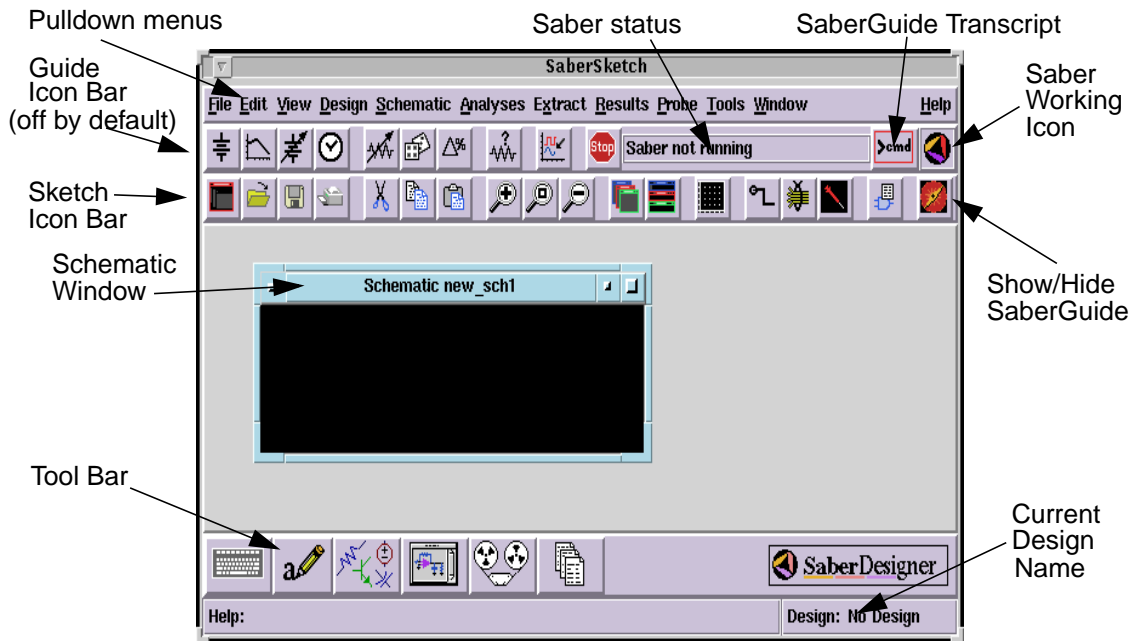 Pulldown menus
Saber status
SaberGuide Transcript
Guide
Icon Bar
(off by default)
Saber
Working
Icon
SaberSketch
File Edit View Design Schematic Analyses Extract Results Probe Tools Window Help
Stop
Saber not running
>cmd
Sketch
Icon Bar
Schematic
Window
Schematic new_sch1
Show/Hide
SaberGuide
Tool Bar
Current
Design
Name
a
SaberDesigner
Help:
Design: No Design